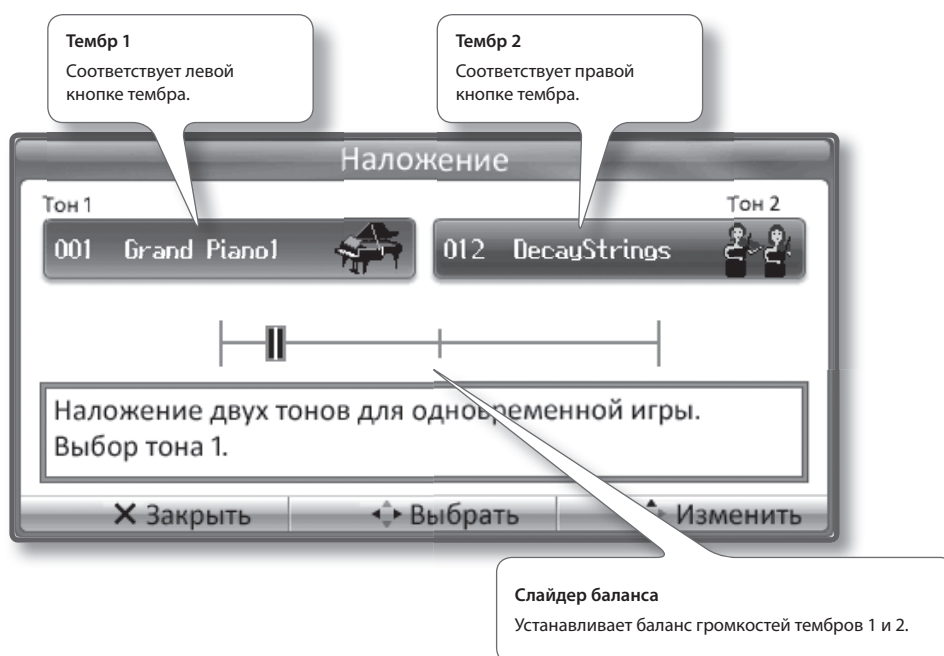 Тембр 1
Соответствует левой
кнопке тембра.
Тембр 2
Соответствует правой
кнопке тембра.
Наложение
Тон 1
Тон 2
001 Grand Piano1
012 DecayStrings
Наложение двух тонов для одновременной игры.
Выбор тона 1.
Закрыть
Выбрать
Изменить
Слайдер баланса
Устанавливает баланс громкостей тембров 1 и 2.